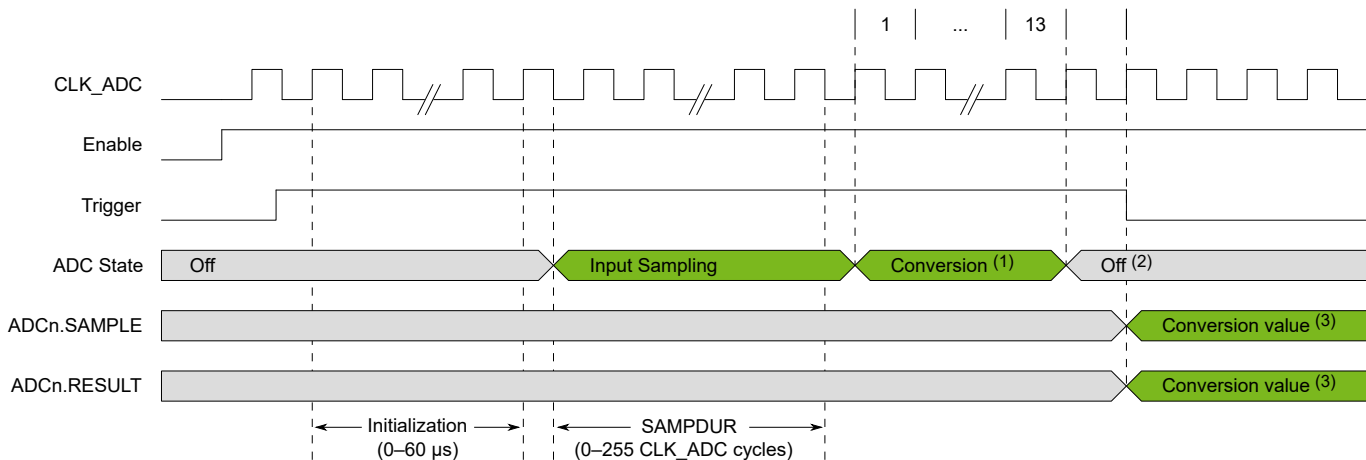 1 ... 13
CLK_ADC
Enable
Trigger
ADC State Off Input Sampling Conversion (1) Off (2)
ADCn.SAMPLE Conversion value (3)
ADCn.RESULT Conversion value (3)
Initialization SAMPDUR
(0–60 µs) (0–255 CLK_ADC cycles)